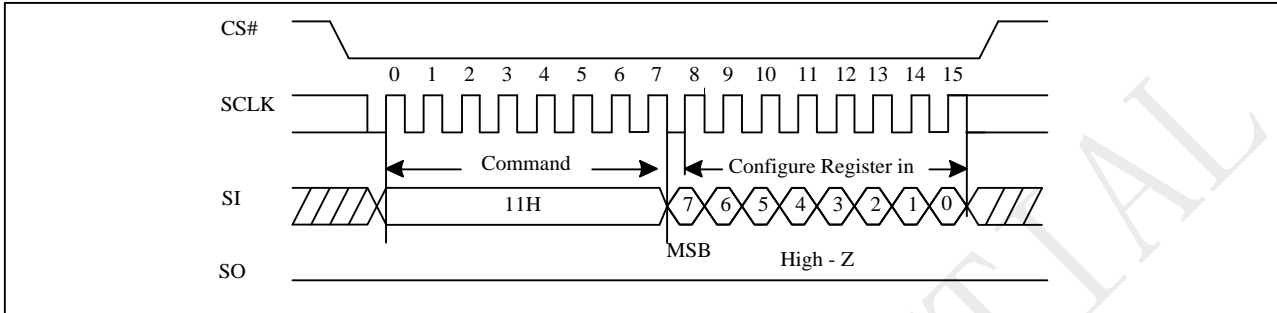 CS#
0 1 2 3 4 5 6 7 8 9 10 11 12 13 14 15
SCLK
Command Configure Register in
SI 11H 7 6 5 4 3 2 1 0
MSB High - Z
SO
TIAL